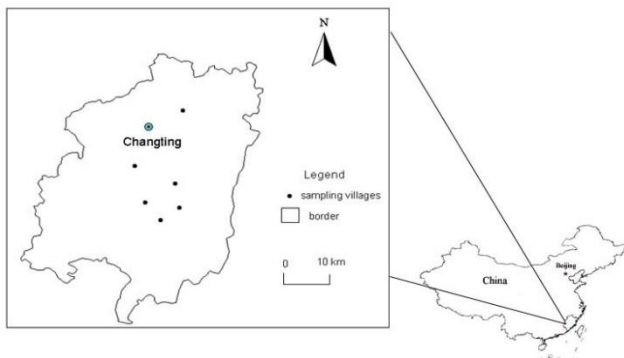 N
Changting
Legend
sampling villages
border
0 10 km
Beijing
China